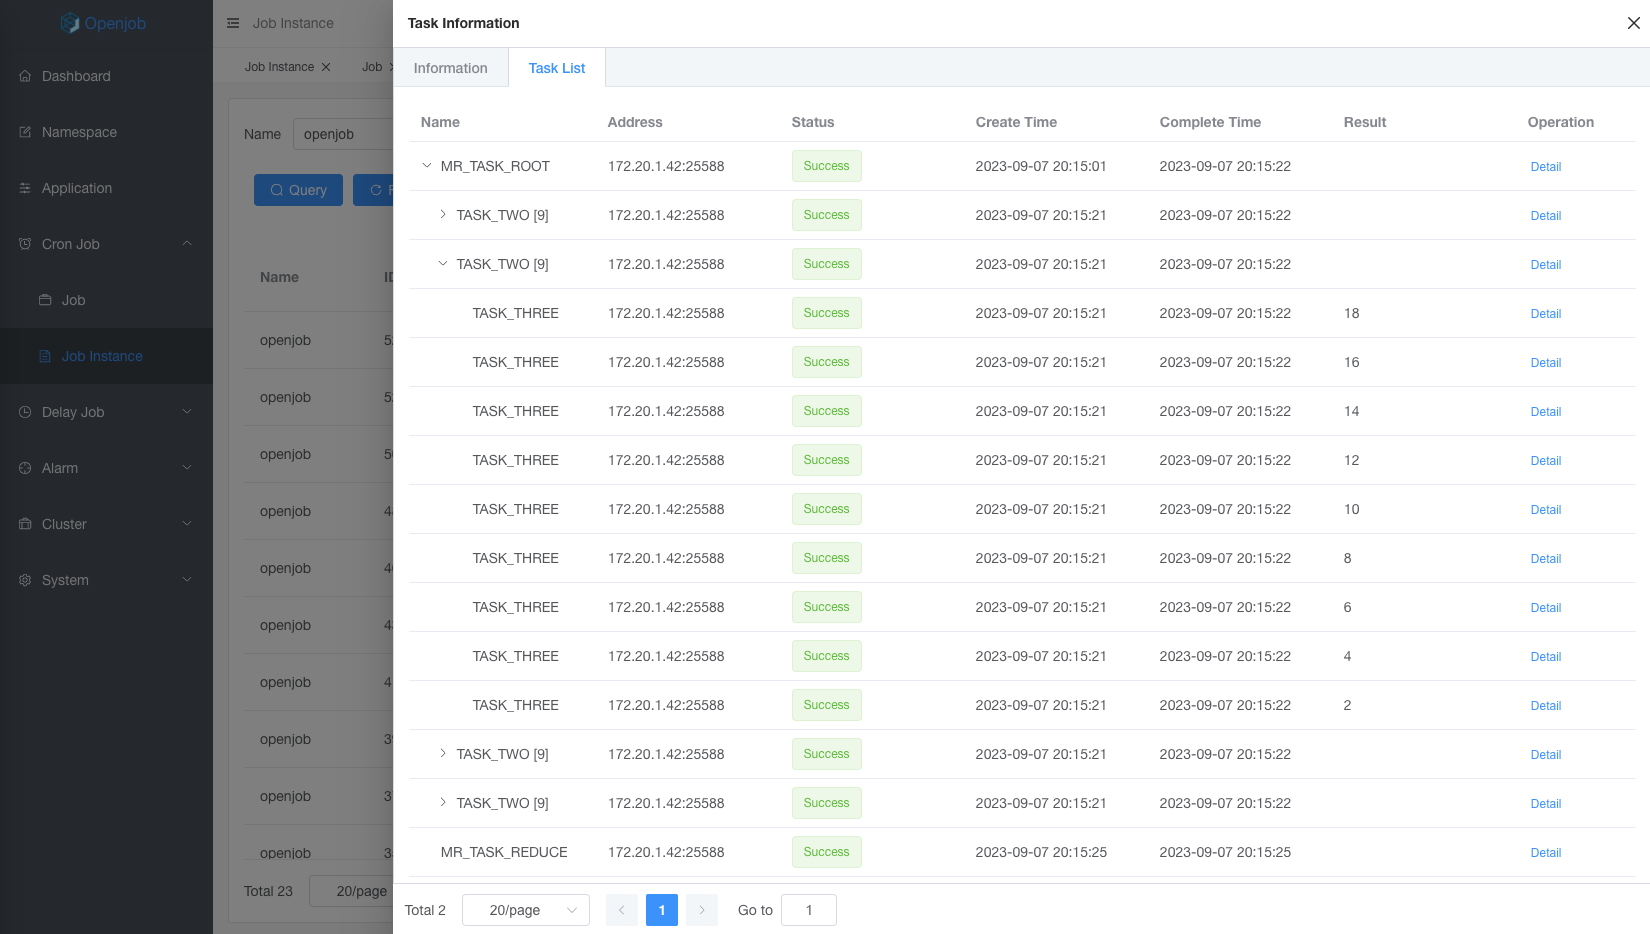 Openjob
Dashboard
Namespace
Application
Cron Job
Job
Job Instance
Delay Job
Alarm
Cluster
System
Job Instance
Job Instance
Job
Name
openjob
Query
Name
openjob
openjob
openjob
openjob
openjob
openjob
openjob
openjob
openjob
openjob
Total 23
20/page
Task Information
Information
Task List
Name Address Status Create Time Complete Time Result Operation
MR_TASK_ROOT 172.20.1.42:25588 Success 2023-09-07 20:15:01 2023-09-07 20:15:22 Detail
TASK_TWO [9] 172.20.1.42:25588 Success 2023-09-07 20:15:21 2023-09-07 20:15:22 Detail
TASK_TWO [9] 172.20.1.42:25588 Success 2023-09-07 20:15:21 2023-09-07 20:15:22 Detail
TASK_THREE 172.20.1.42:25588 Success 2023-09-07 20:15:21 2023-09-07 20:15:22 18 Detail
TASK_THREE 172.20.1.42:25588 Success 2023-09-07 20:15:21 2023-09-07 20:15:22 16 Detail
TASK_THREE 172.20.1.42:25588 Success 2023-09-07 20:15:21 2023-09-07 20:15:22 14 Detail
TASK_THREE 172.20.1.42:25588 Success 2023-09-07 20:15:21 2023-09-07 20:15:22 12 Detail
TASK_THREE 172.20.1.42:25588 Success 2023-09-07 20:15:21 2023-09-07 20:15:22 10 Detail
TASK_THREE 172.20.1.42:25588 Success 2023-09-07 20:15:21 2023-09-07 20:15:22 8 Detail
TASK_THREE 172.20.1.42:25588 Success 2023-09-07 20:15:21 2023-09-07 20:15:22 6 Detail
TASK_THREE 172.20.1.42:25588 Success 2023-09-07 20:15:21 2023-09-07 20:15:22 4 Detail
TASK_THREE 172.20.1.42:25588 Success 2023-09-07 20:15:21 2023-09-07 20:15:22 2 Detail
TASK_TWO [9] 172.20.1.42:25588 Success 2023-09-07 20:15:21 2023-09-07 20:15:22 Detail
TASK_TWO [9] 172.20.1.42:25588 Success 2023-09-07 20:15:21 2023-09-07 20:15:22 Detail
MR_TASK_REDUCE 172.20.1.42:25588 Success 2023-09-07 20:15:25 2023-09-07 20:15:25 Detail
Total 2 20/page 1 Go to 1